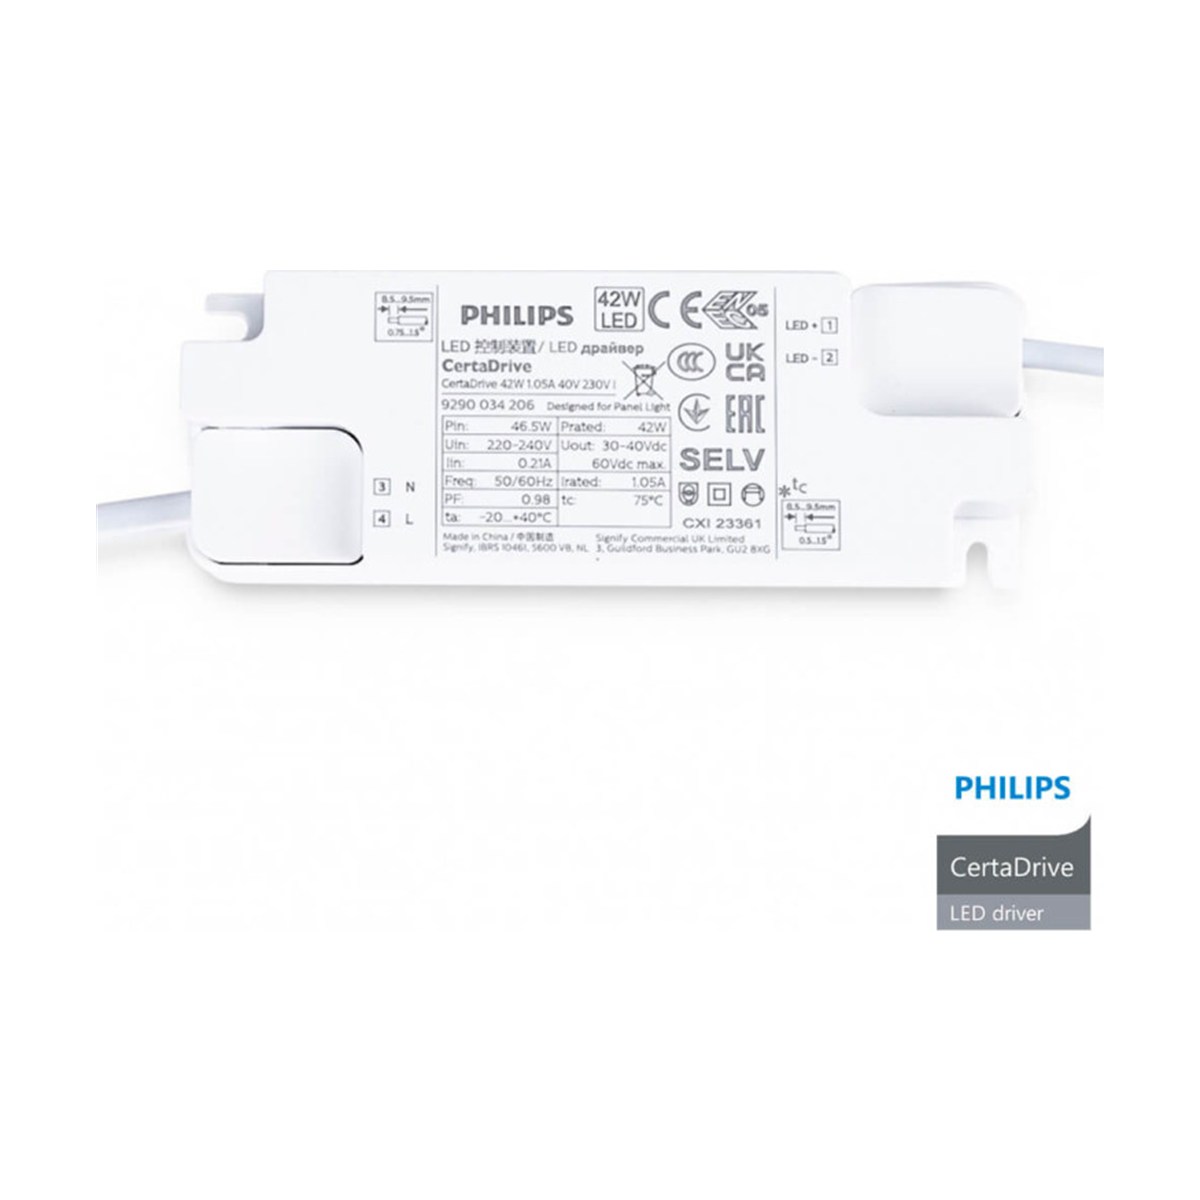 8.5...9.5mm
0.75...1.5
PHILIPS
42W
LED
CE
ENEC 05
LED 控制装置/ LED драйвер
CertaDrive
CertaDrive 42W 1.05A 40V 230V I
9290 034 206 Designed for Panel Light
Pin: 46.5W Prated: 42W
Uin: 220-240V Uout: 30-40Vdc
Iin: 0.21A 60Vdc max.
Freq: 50/60Hz Irated: 1.05A
PF: 0.98 tc: 75°C
ta: -20...+40°C
Made in China / 中国制造
Signify, IBRS 10461, 5600 VB, NL
Signify Commercial UK Limited
3, Guildford Business Park, GU2 8XG
CCC
UK
CA
EAC
SELV
CXI 23361
LED + 1
LED - 2
3 N
4 L
*tc
8.5...9.5mm
0.5...1.5
PHILIPS
CertaDrive
LED driver